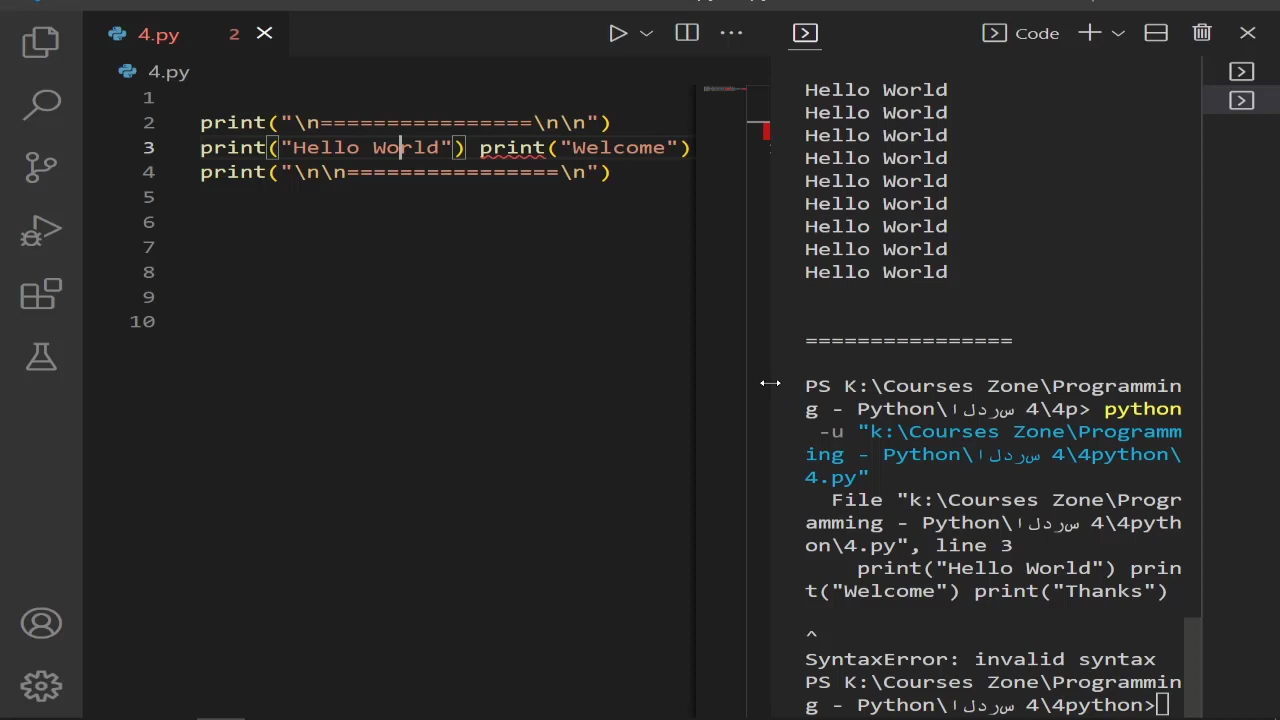 4.py 2
4.py
1
2 print("\n================\n\n")
3 print("Hello World") print("Welcome")
4 print("\n\n================\n")
5
6
7
8
9
10
Code
Hello World
Hello World
Hello World
Hello World
Hello World
Hello World
Hello World
Hello World
Hello World
================
PS K:\Courses Zone\Programmin
g - Python\الدرس 4\4p> python
-u "k:\Courses Zone\Programm
ing - Python\الدرس 4\4python\
4.py"
File "k:\Courses Zone\Progr
amming - Python\الدرس 4\4pyth
on\4.py", line 3
print("Hello World") prin
t("Welcome") print("Thanks")
^
SyntaxError: invalid syntax
PS K:\Courses Zone\Programmin
g - Python\الدرس 4\4python>